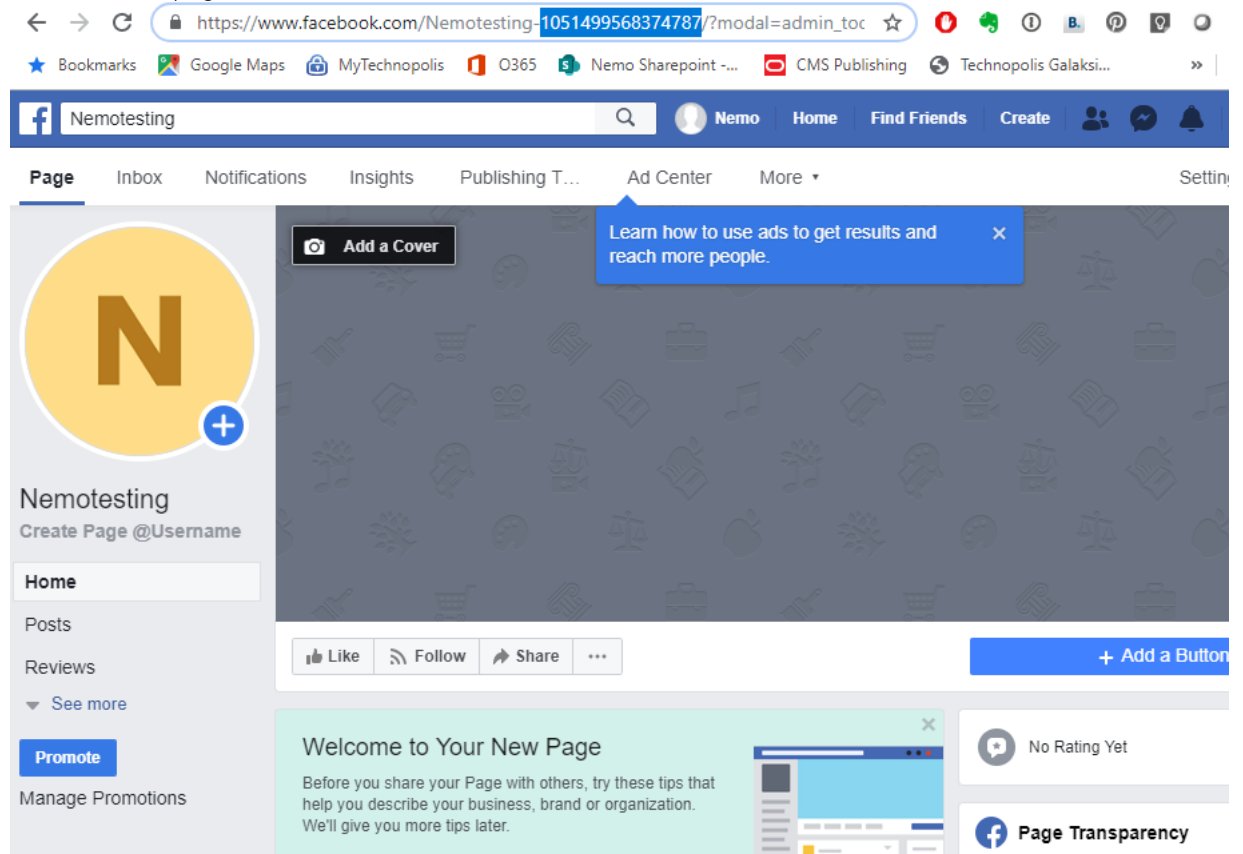 https://www.facebook.com/Nemotesting-1051499568374787/?modal=admin_toc
Bookmarks Google Maps MyTechnopolis O365 Nemo Sharepoint -... CMS Publishing Technopolis Galaksi... »
f Nemotesting Nemo Home Find Friends Create
Page Inbox Notifications Insights Publishing T... Ad Center More Settin
Add a Cover
Learn how to use ads to get results and
reach more people.
N
Nemotesting
Create Page @Username
Home
Posts
Reviews
See more
Promote
Manage Promotions
Like Follow Share ...
+ Add a Button
Welcome to Your New Page
Before you share your Page with others, try these tips that
help you describe your business, brand or organization.
We'll give you more tips later.
No Rating Yet
Page Transparency